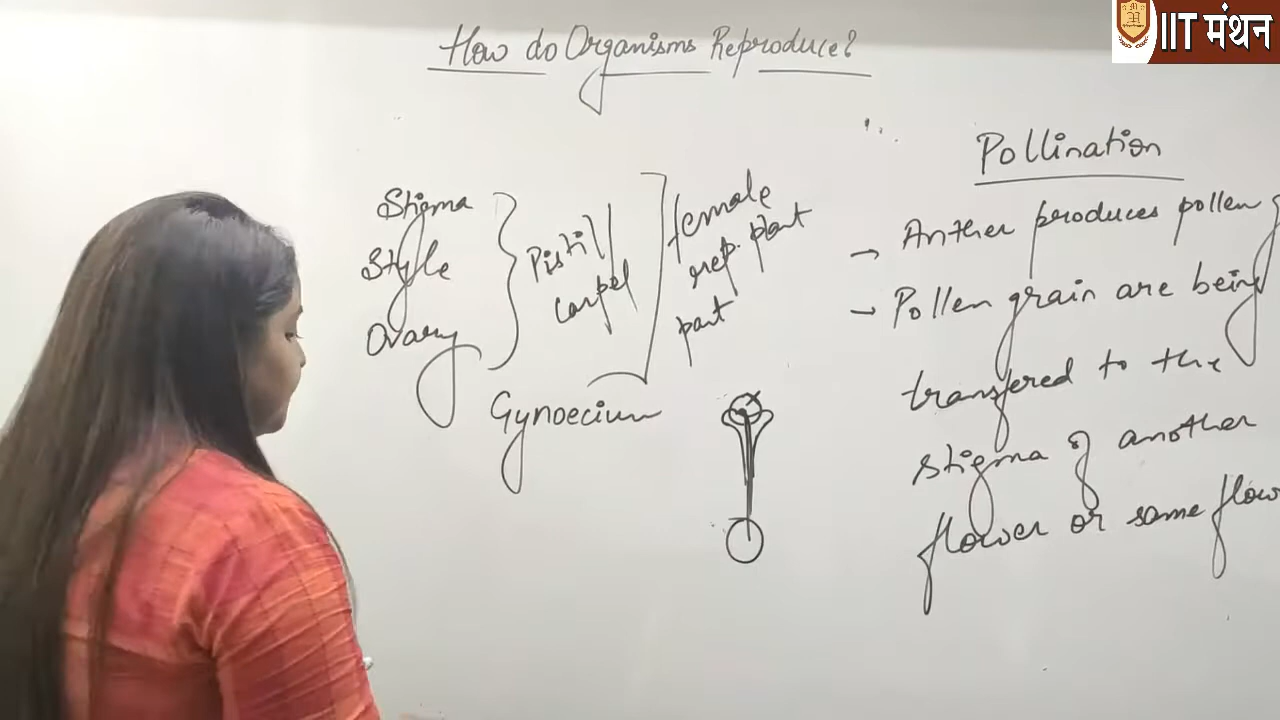 IIT मंथन
How do Organisms Reproduce?
Stigma
Style
Ovary
Pistil
carpel
female
rep. part
part
Gynoecium
Pollination
→ Anther produces pollen g
→ Pollen grain are being
transfered to the
stigma of another
flower or same flow